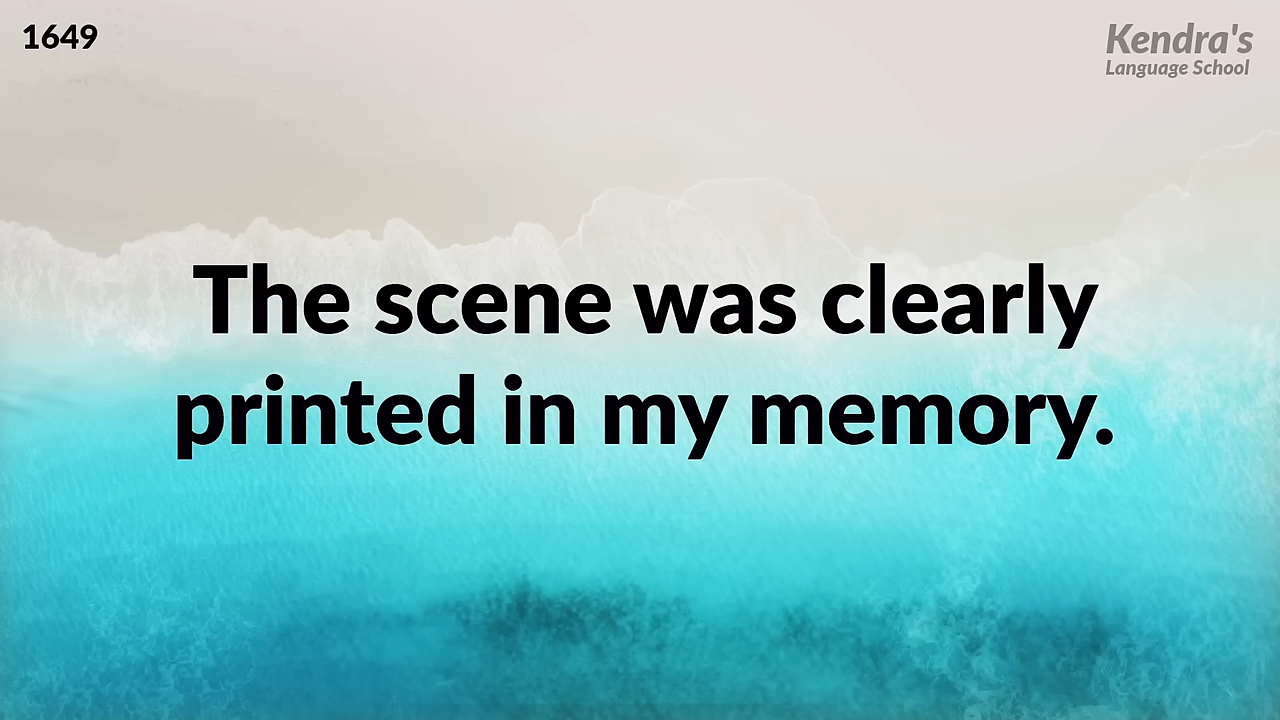 1649
Kendra's
Language School
The scene was clearly
printed in my memory.